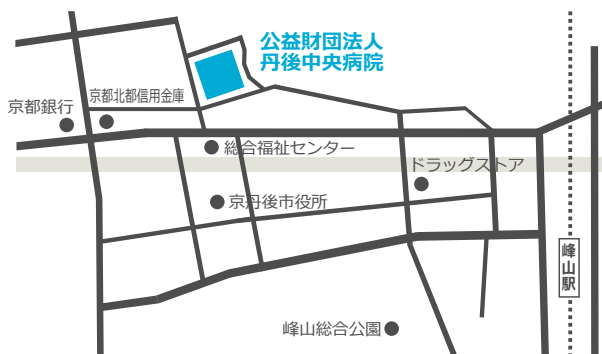 公益財団法人
丹後中央病院
京都北都信用金庫
京都銀行
総合福祉センター
ドラッグストア
京丹後市役所
峰山駅
峰山総合公園